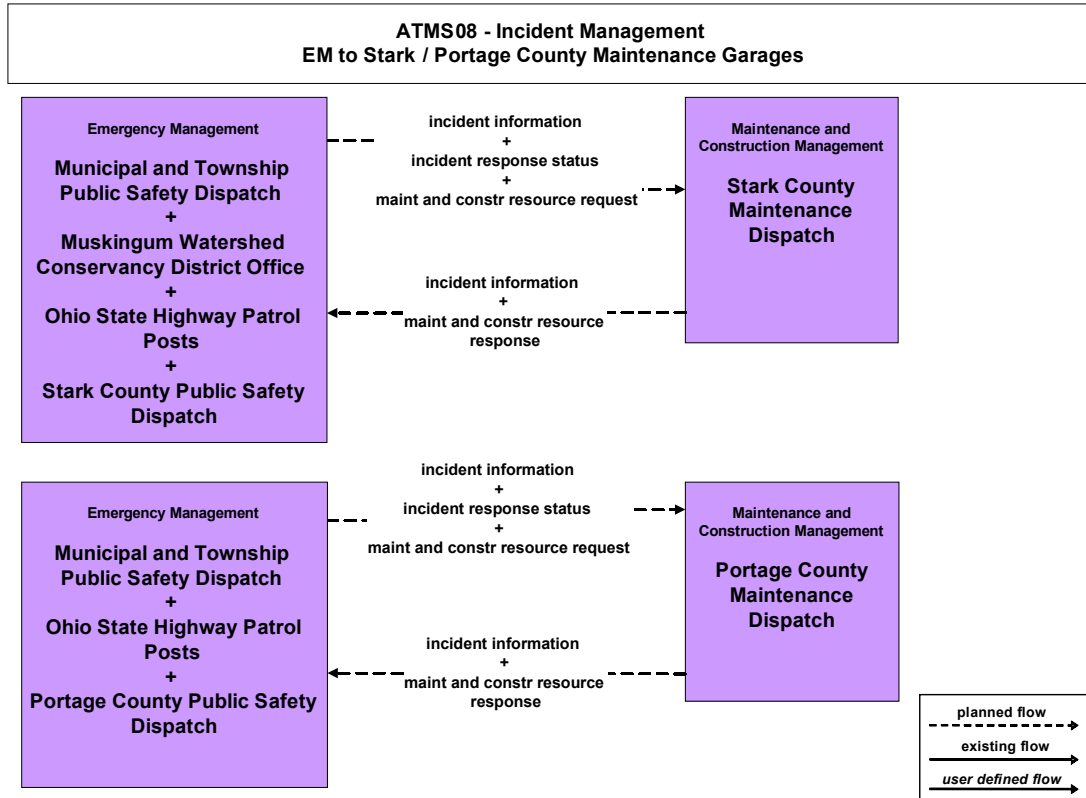 ATMS08 - Incident Management
EM to Stark / Portage County Maintenance Garages
Emergency Management
Municipal and Township
Public Safety Dispatch
+
Muskingum Watershed
Conservancy District Office
+
Ohio State Highway Patrol
Posts
+
Stark County Public Safety
Dispatch
incident information
+
incident response status
+
maint and constr resource request
incident information
+
maint and constr resource
response
Maintenance and
Construction Management
Stark County
Maintenance
Dispatch
Emergency Management
Municipal and Township
Public Safety Dispatch
+
Ohio State Highway Patrol
Posts
+
Portage County Public Safety
Dispatch
incident information
+
incident response status
+
maint and constr resource request
incident information
+
maint and constr resource
response
Maintenance and
Construction Management
Portage County
Maintenance
Dispatch
planned flow
existing flow
user defined flow